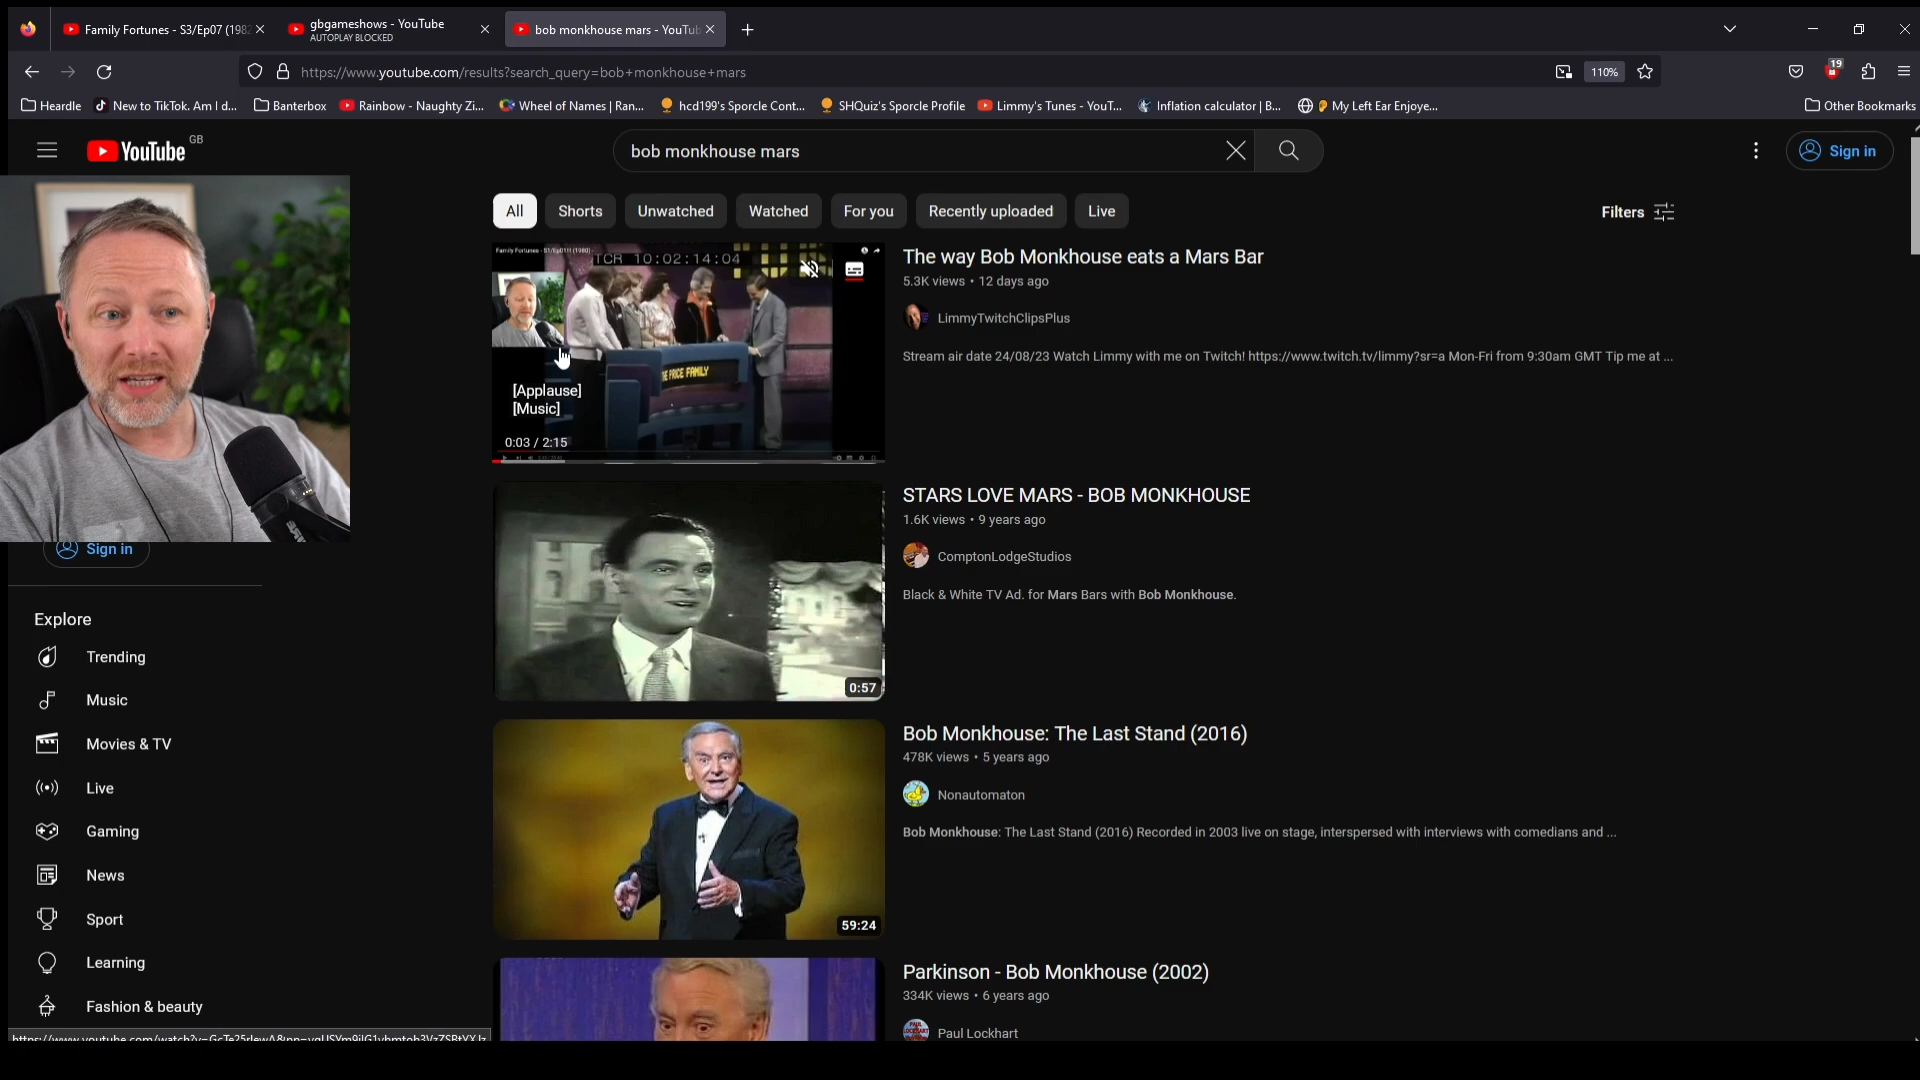 Family Fortunes - S3/Ep07 (1982
gbgameshows - YouTube
AUTOPLAY BLOCKED
bob monkhouse mars - YouTub
https://www.youtube.com/results?search_query=bob+monkhouse+mars
110%
19
Heardle
New to TikTok. Am I d...
Banterbox
Rainbow - Naughty Zi...
Wheel of Names | Ran...
hcd199's Sporcle Cont...
SHQuiz's Sporcle Profile
Limmy's Tunes - YouT...
Inflation calculator | B...
My Left Ear Enjoye...
Other Bookmarks
YouTube GB
bob monkhouse mars
Sign in
All
Shorts
Unwatched
Watched
For you
Recently uploaded
Live
Filters
TCR 10:02:14:04
THE PRICE FAMILY
[Applause]
[Music]
0:03 / 2:15
The way Bob Monkhouse eats a Mars Bar
5.3K views • 12 days ago
LimmyTwitchClipsPlus
Stream air date 24/08/23 Watch Limmy with me on Twitch! https://www.twitch.tv/limmy?sr=a Mon-Fri from 9:30am GMT Tip me at ...
0:57
STARS LOVE MARS - BOB MONKHOUSE
1.6K views • 9 years ago
ComptonLodgeStudios
Black & White TV Ad. for Mars Bars with Bob Monkhouse.
59:24
Bob Monkhouse: The Last Stand (2016)
478K views • 5 years ago
Nonautomaton
Bob Monkhouse: The Last Stand (2016) Recorded in 2003 live on stage, interspersed with interviews with comedians and ...
Parkinson - Bob Monkhouse (2002)
334K views • 6 years ago
Paul Lockhart
Sign in
Explore
Trending
Music
Movies & TV
Live
Gaming
News
Sport
Learning
Fashion & beauty